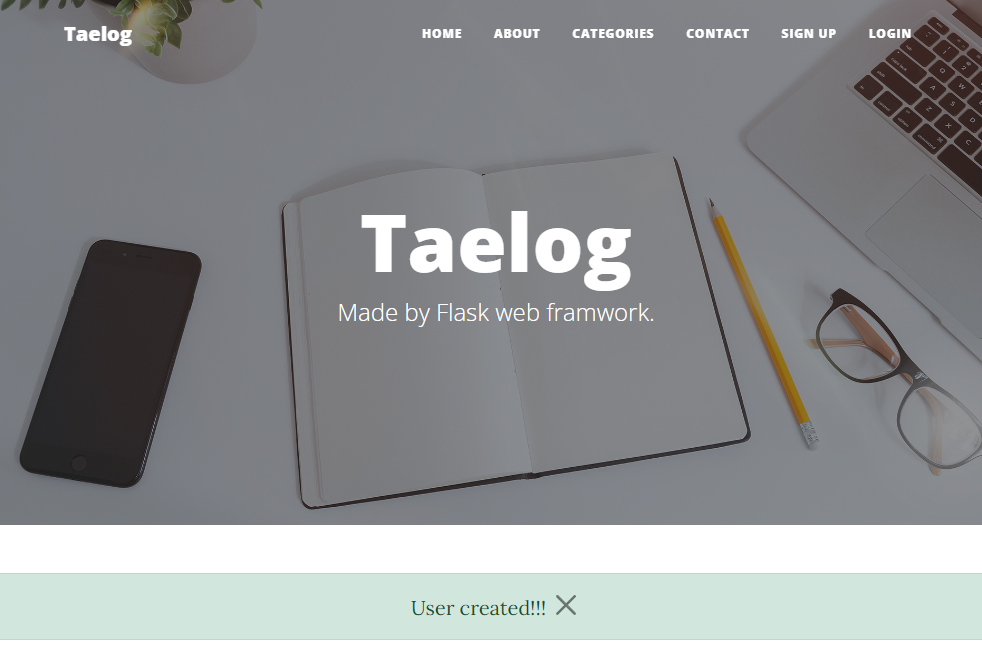 Taelog HOME ABOUT CATEGORIES CONTACT SIGN UP LOGIN
Taelog
Made by Flask web framwork.
User created!!!